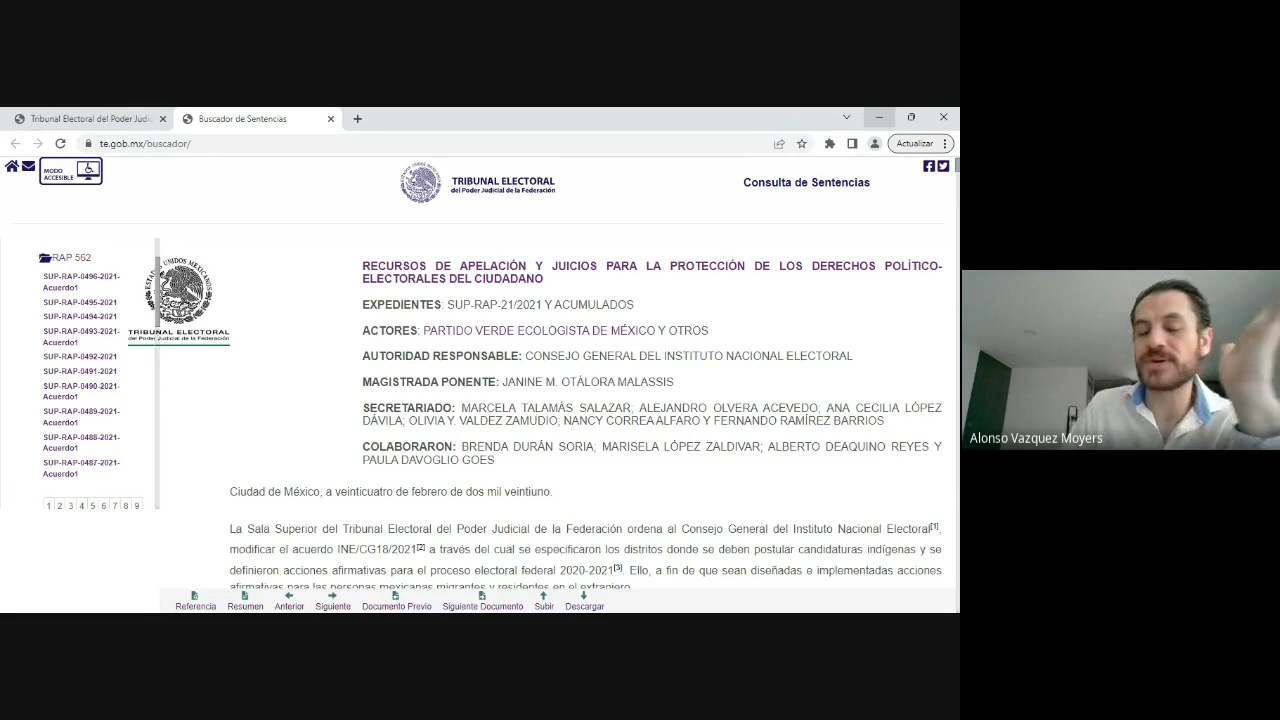 Tribunal Electoral del Poder Judic
Buscador de Sentencias
te.gob.mx/buscador/
Actualizar
MODO
ACCESIBLE
TRIBUNAL ELECTORAL
del Poder Judicial de la Federación
Consulta de Sentencias
RAP 562
SUP-RAP-0496-2021-
Acuerdo1
SUP-RAP-0495-2021
SUP-RAP-0494-2021
SUP-RAP-0493-2021-
Acuerdo1
SUP-RAP-0492-2021
SUP-RAP-0491-2021
SUP-RAP-0490-2021-
Acuerdo1
SUP-RAP-0489-2021-
Acuerdo1
SUP-RAP-0488-2021-
Acuerdo1
SUP-RAP-0487-2021-
Acuerdo1
1 2 3 4 5 6 7 8 9
ESTADOS UNIDOS MEXICANOS
TRIBUNAL ELECTORAL
del Poder Judicial de la Federación
RECURSOS DE APELACIÓN Y JUICIOS PARA LA PROTECCIÓN DE LOS DERECHOS POLÍTICO-
ELECTORALES DEL CIUDADANO
EXPEDIENTES: SUP-RAP-21/2021 Y ACUMULADOS
ACTORES: PARTIDO VERDE ECOLOGISTA DE MÉXICO Y OTROS
AUTORIDAD RESPONSABLE: CONSEJO GENERAL DEL INSTITUTO NACIONAL ELECTORAL
MAGISTRADA PONENTE: JANINE M. OTÁLORA MALASSIS
SECRETARIADO: MARCELA TALAMÁS SALAZAR; ALEJANDRO OLVERA ACEVEDO; ANA CECILIA LÓPEZ
DÁVILA; OLIVIA Y. VALDEZ ZAMUDIO; NANCY CORREA ALFARO Y FERNANDO RAMÍREZ BARRIOS
COLABORARON: BRENDA DURÁN SORIA; MARISELA LÓPEZ ZALDIVAR; ALBERTO DEAQUINO REYES Y
PAULA DAVOGLIO GOES
Ciudad de México, a veinticuatro de febrero de dos mil veintiuno.
La Sala Superior del Tribunal Electoral del Poder Judicial de la Federación ordena al Consejo General del Instituto Nacional Electoral[1],
modificar el acuerdo INE/CG18/2021[2] a través del cual se especificaron los distritos donde se deben postular candidaturas indígenas y se
definieron acciones afirmativas para el proceso electoral federal 2020-2021[3]. Ello, a fin de que sean diseñadas e implementadas acciones
afirmativas para las personas mexicanas migrantes y residentes en el extranjero.
Referencia Resumen Anterior Siguiente Documento Previo Siguiente Documento Subir Descargar
Alonso Vazquez Moyers